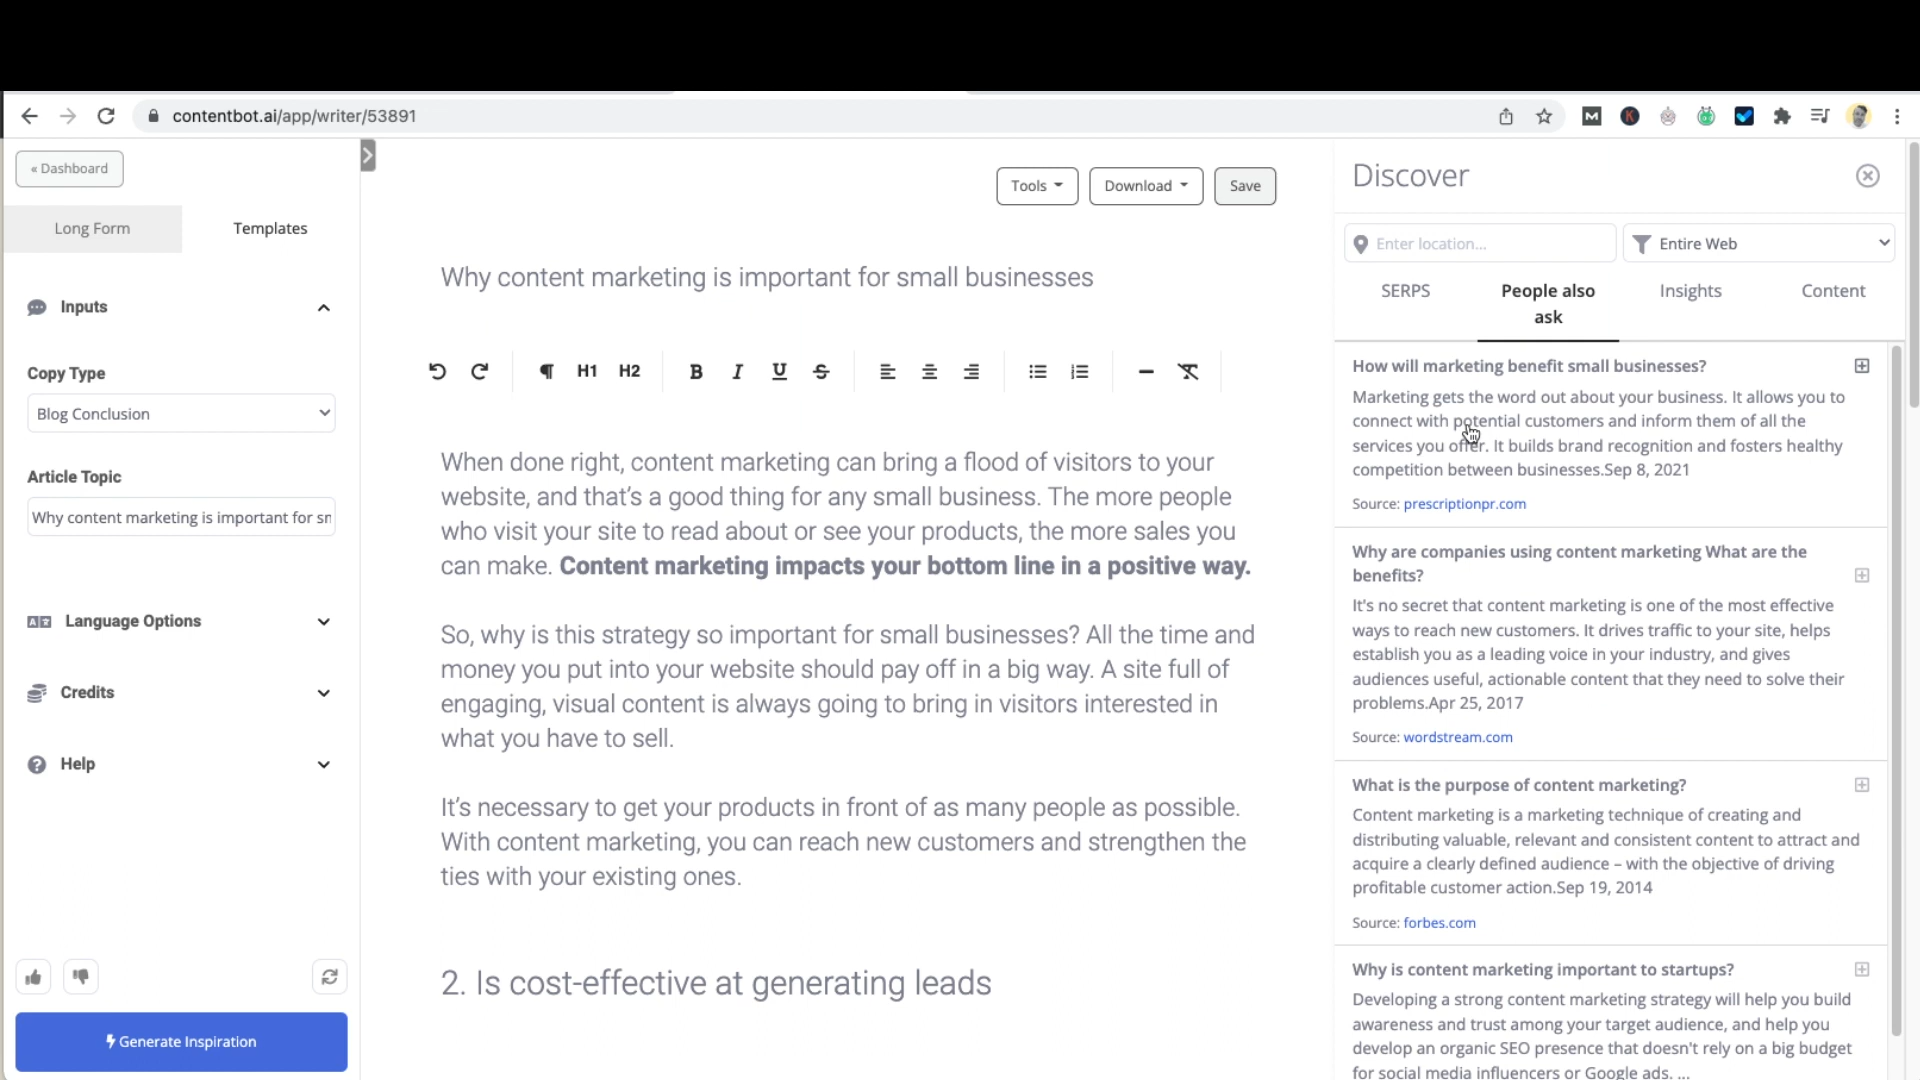 contentbot.ai/app/writer/53891
« Dashboard
Long Form
Templates
Inputs
Copy Type
Blog Conclusion
Article Topic
Why content marketing is important for sr
Language Options
Credits
Help
Generate Inspiration
Tools
Download
Save
Why content marketing is important for small businesses
H1
H2
B
I
U
S
When done right, content marketing can bring a flood of visitors to your
website, and that's a good thing for any small business. The more people
who visit your site to read about or see your products, the more sales you
can make. Content marketing impacts your bottom line in a positive way.
So, why is this strategy so important for small businesses? All the time and
money you put into your website should pay off in a big way. A site full of
engaging, visual content is always going to bring in visitors interested in
what you have to sell.
It's necessary to get your products in front of as many people as possible.
With content marketing, you can reach new customers and strengthen the
ties with your existing ones.
2. Is cost-effective at generating leads
Discover
Enter location...
Entire Web
SERPS
People also
ask
Insights
Content
How will marketing benefit small businesses?
Marketing gets the word out about your business. It allows you to
connect with potential customers and inform them of all the
services you offer. It builds brand recognition and fosters healthy
competition between businesses.Sep 8, 2021
Source: prescriptionpr.com
Why are companies using content marketing What are the
benefits?
It's no secret that content marketing is one of the most effective
ways to reach new customers. It drives traffic to your site, helps
establish you as a leading voice in your industry, and gives
audiences useful, actionable content that they need to solve their
problems.Apr 25, 2017
Source: wordstream.com
What is the purpose of content marketing?
Content marketing is a marketing technique of creating and
distributing valuable, relevant and consistent content to attract and
acquire a clearly defined audience – with the objective of driving
profitable customer action.Sep 19, 2014
Source: forbes.com
Why is content marketing important to startups?
Developing a strong content marketing strategy will help you build
awareness and trust among your target audience, and help you
develop an organic SEO presence that doesn't rely on a big budget
for social media influencers or Google ads. ...